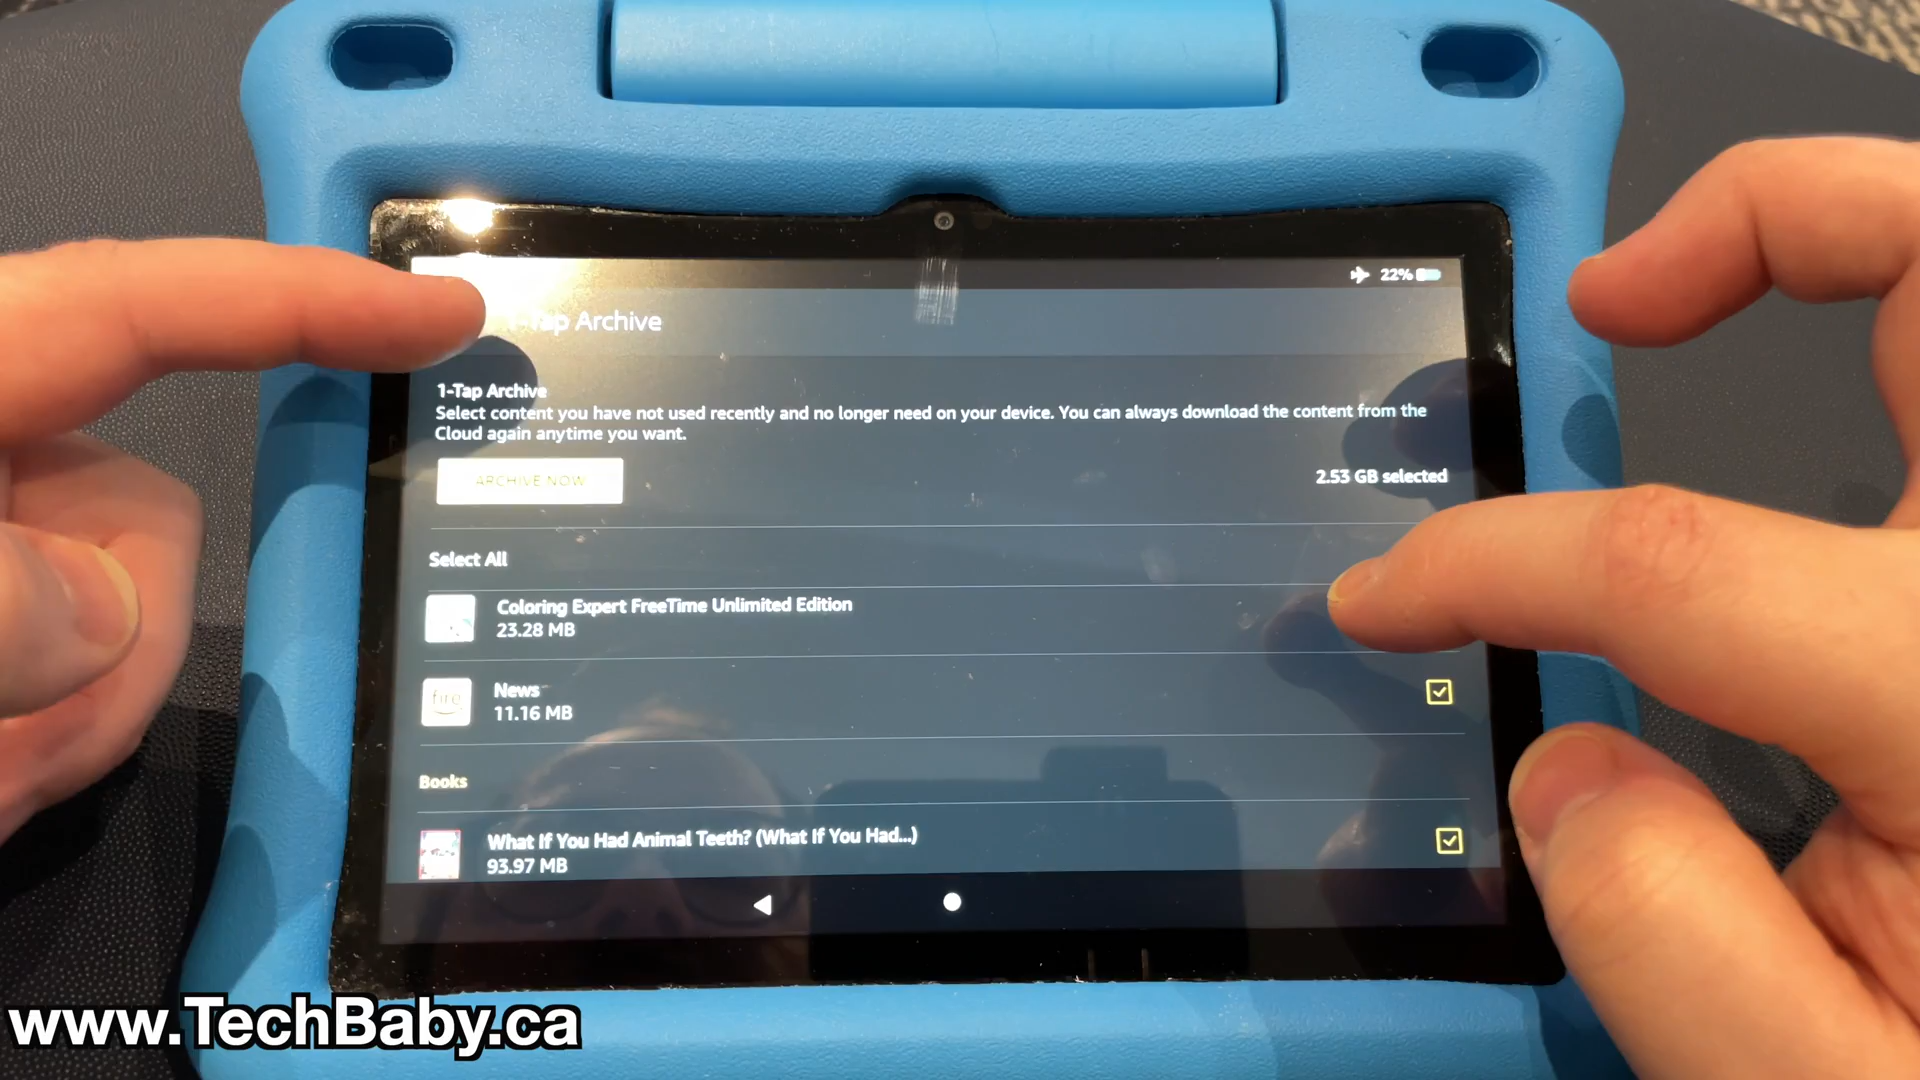 22%
1-Tap Archive
1-Tap Archive
Select content you have not used recently and no longer need on your device. You can always download the content from the
Cloud again anytime you want.
ARCHIVE NOW
2.53 GB selected
Select All
Coloring Expert FreeTime Unlimited Edition
23.28 MB
fire
News
11.16 MB
Books
What If You Had Animal Teeth? (What If You Had...)
93.97 MB
www.TechBaby.ca